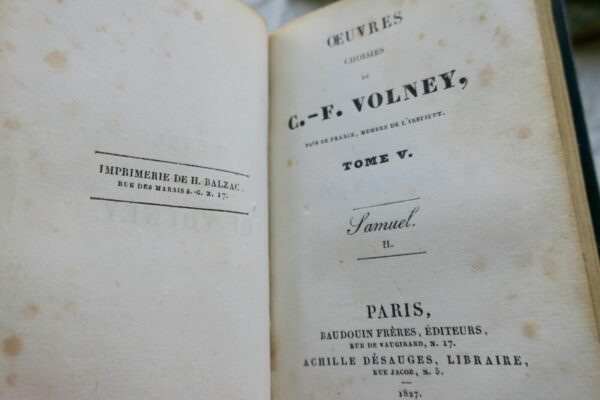 IMPRIMERIE DE H. BALZAC,
RUE DES MARAIS S.-G. N. 17.
ŒUVRES
CHOISIES
DE
C.-F. VOLNEY,
PAIR DE FRANCE, MEMBRE DE L'INSTITUT.
TOME V.
Samuel.
II.
PARIS,
BAUDOUIN FRÈRES, ÉDITEURS,
RUE DE VAUGIRARD, N. 17.
ACHILLE DÉSAUGES, LIBRAIRE,
RUE JACOB, N. 5.
1827.